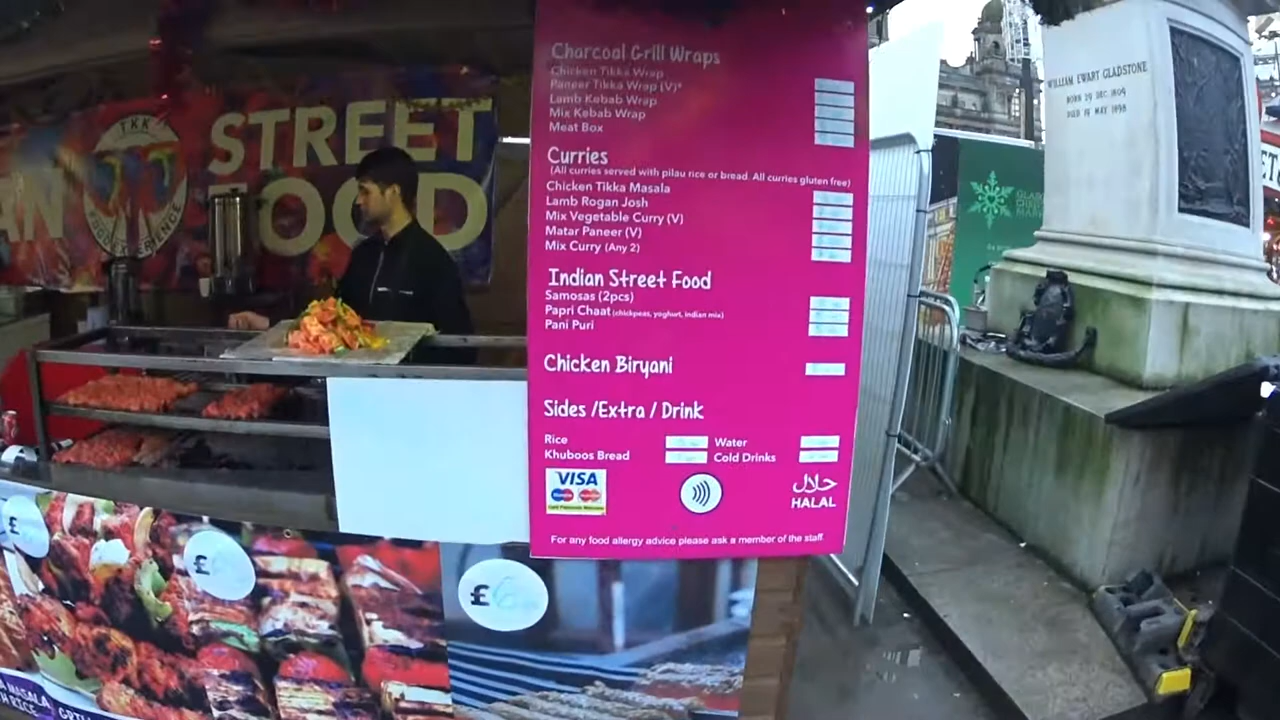 STREET
FOOD
AN
TKK
Charcoal Grill Wraps
Chicken Tikka Wrap
Paneer Tikka Wrap (V)*
Lamb Kebab Wrap
Mix Kebab Wrap
Meat Box
Curries
(All curries served with pilau rice or bread. All curries gluten free)
Chicken Tikka Masala
Lamb Rogan Josh
Mix Vegetable Curry (V)
Matar Paneer (V)
Mix Curry (Any 2)
Indian Street Food
Samosas (2pcs)
Papri Chaat (chickpeas, yoghurt, indian mix)
Pani Puri
Chicken Biryani
Sides /Extra / Drink
Rice Water
Khuboos Bread Cold Drinks
VISA
حلال
HALAL
For any food allergy advice please ask a member of the staff.
WILLIAM EWART GLADSTONE
BORN 29 DEC. 1809
DIED 19 MAY 1898
£
£
£
MASALA
RICE